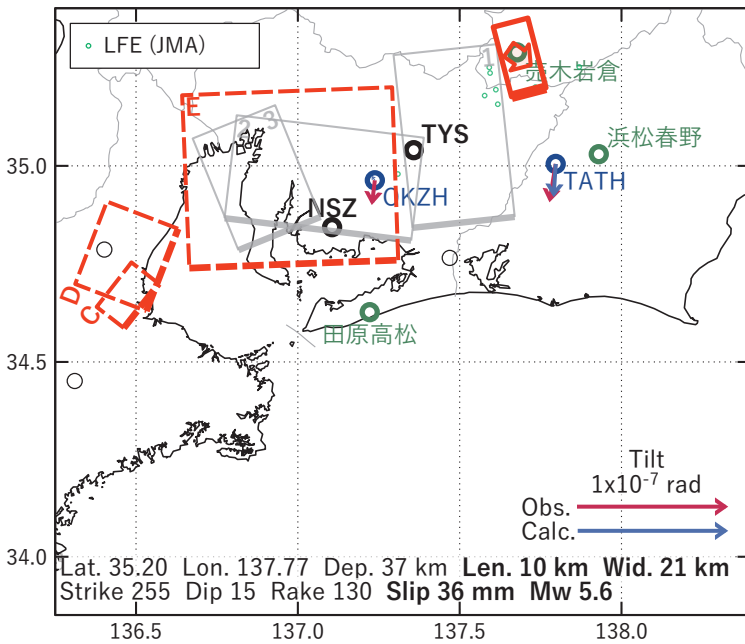 LFE (JMA)
1
売木岩倉
E
2
3
TYS
浜松春野
35.0
OKZH
TATH
NSZ
D
C
田原高松
34.5
Tilt
1x10-7 rad
Obs.
Calc.
34.0
Lat. 35.20 Lon. 137.77 Dep. 37 km Len. 10 km Wid. 21 km
Strike 255 Dip 15 Rake 130 Slip 36 mm Mw 5.6
136.5 137.0 137.5 138.0